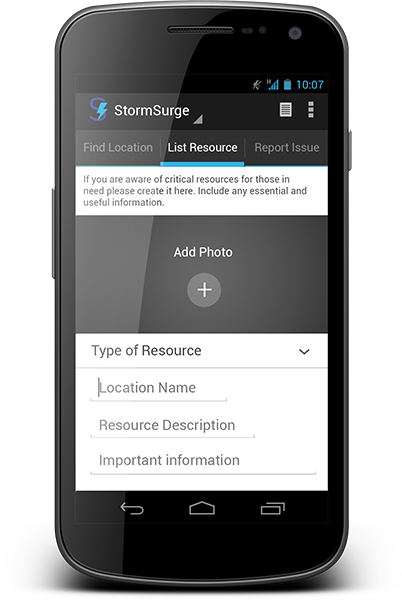 H 10:07
StormSurge
Find Location List Resource Report Issue
If you are aware of critical resources for those in
need please create it here. Include any essential and
useful information.
Add Photo
Type of Resource
Location Name
Resource Description
Important information